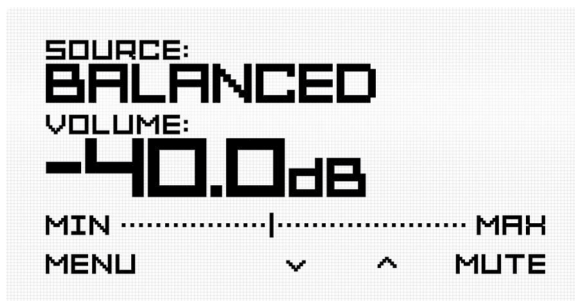 SOURCE:
BALANCED
VOLUME:
-40.0dB
MIN MAX
MENU MUTE